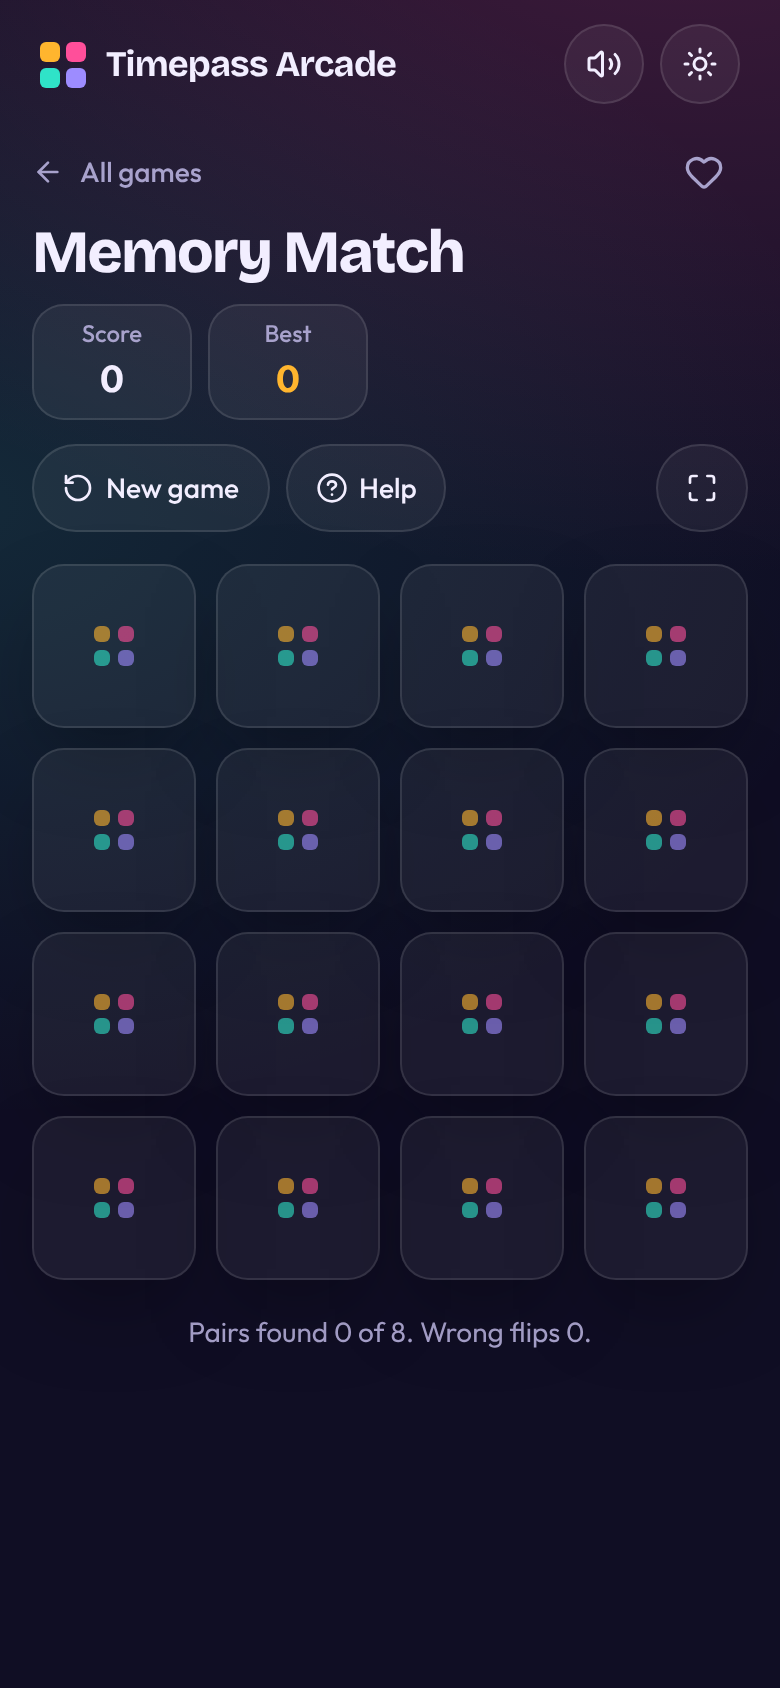 Timepass Arcade
All games
Memory Match
Score
0
Best
0
New game
Help
Pairs found 0 of 8. Wrong flips 0.